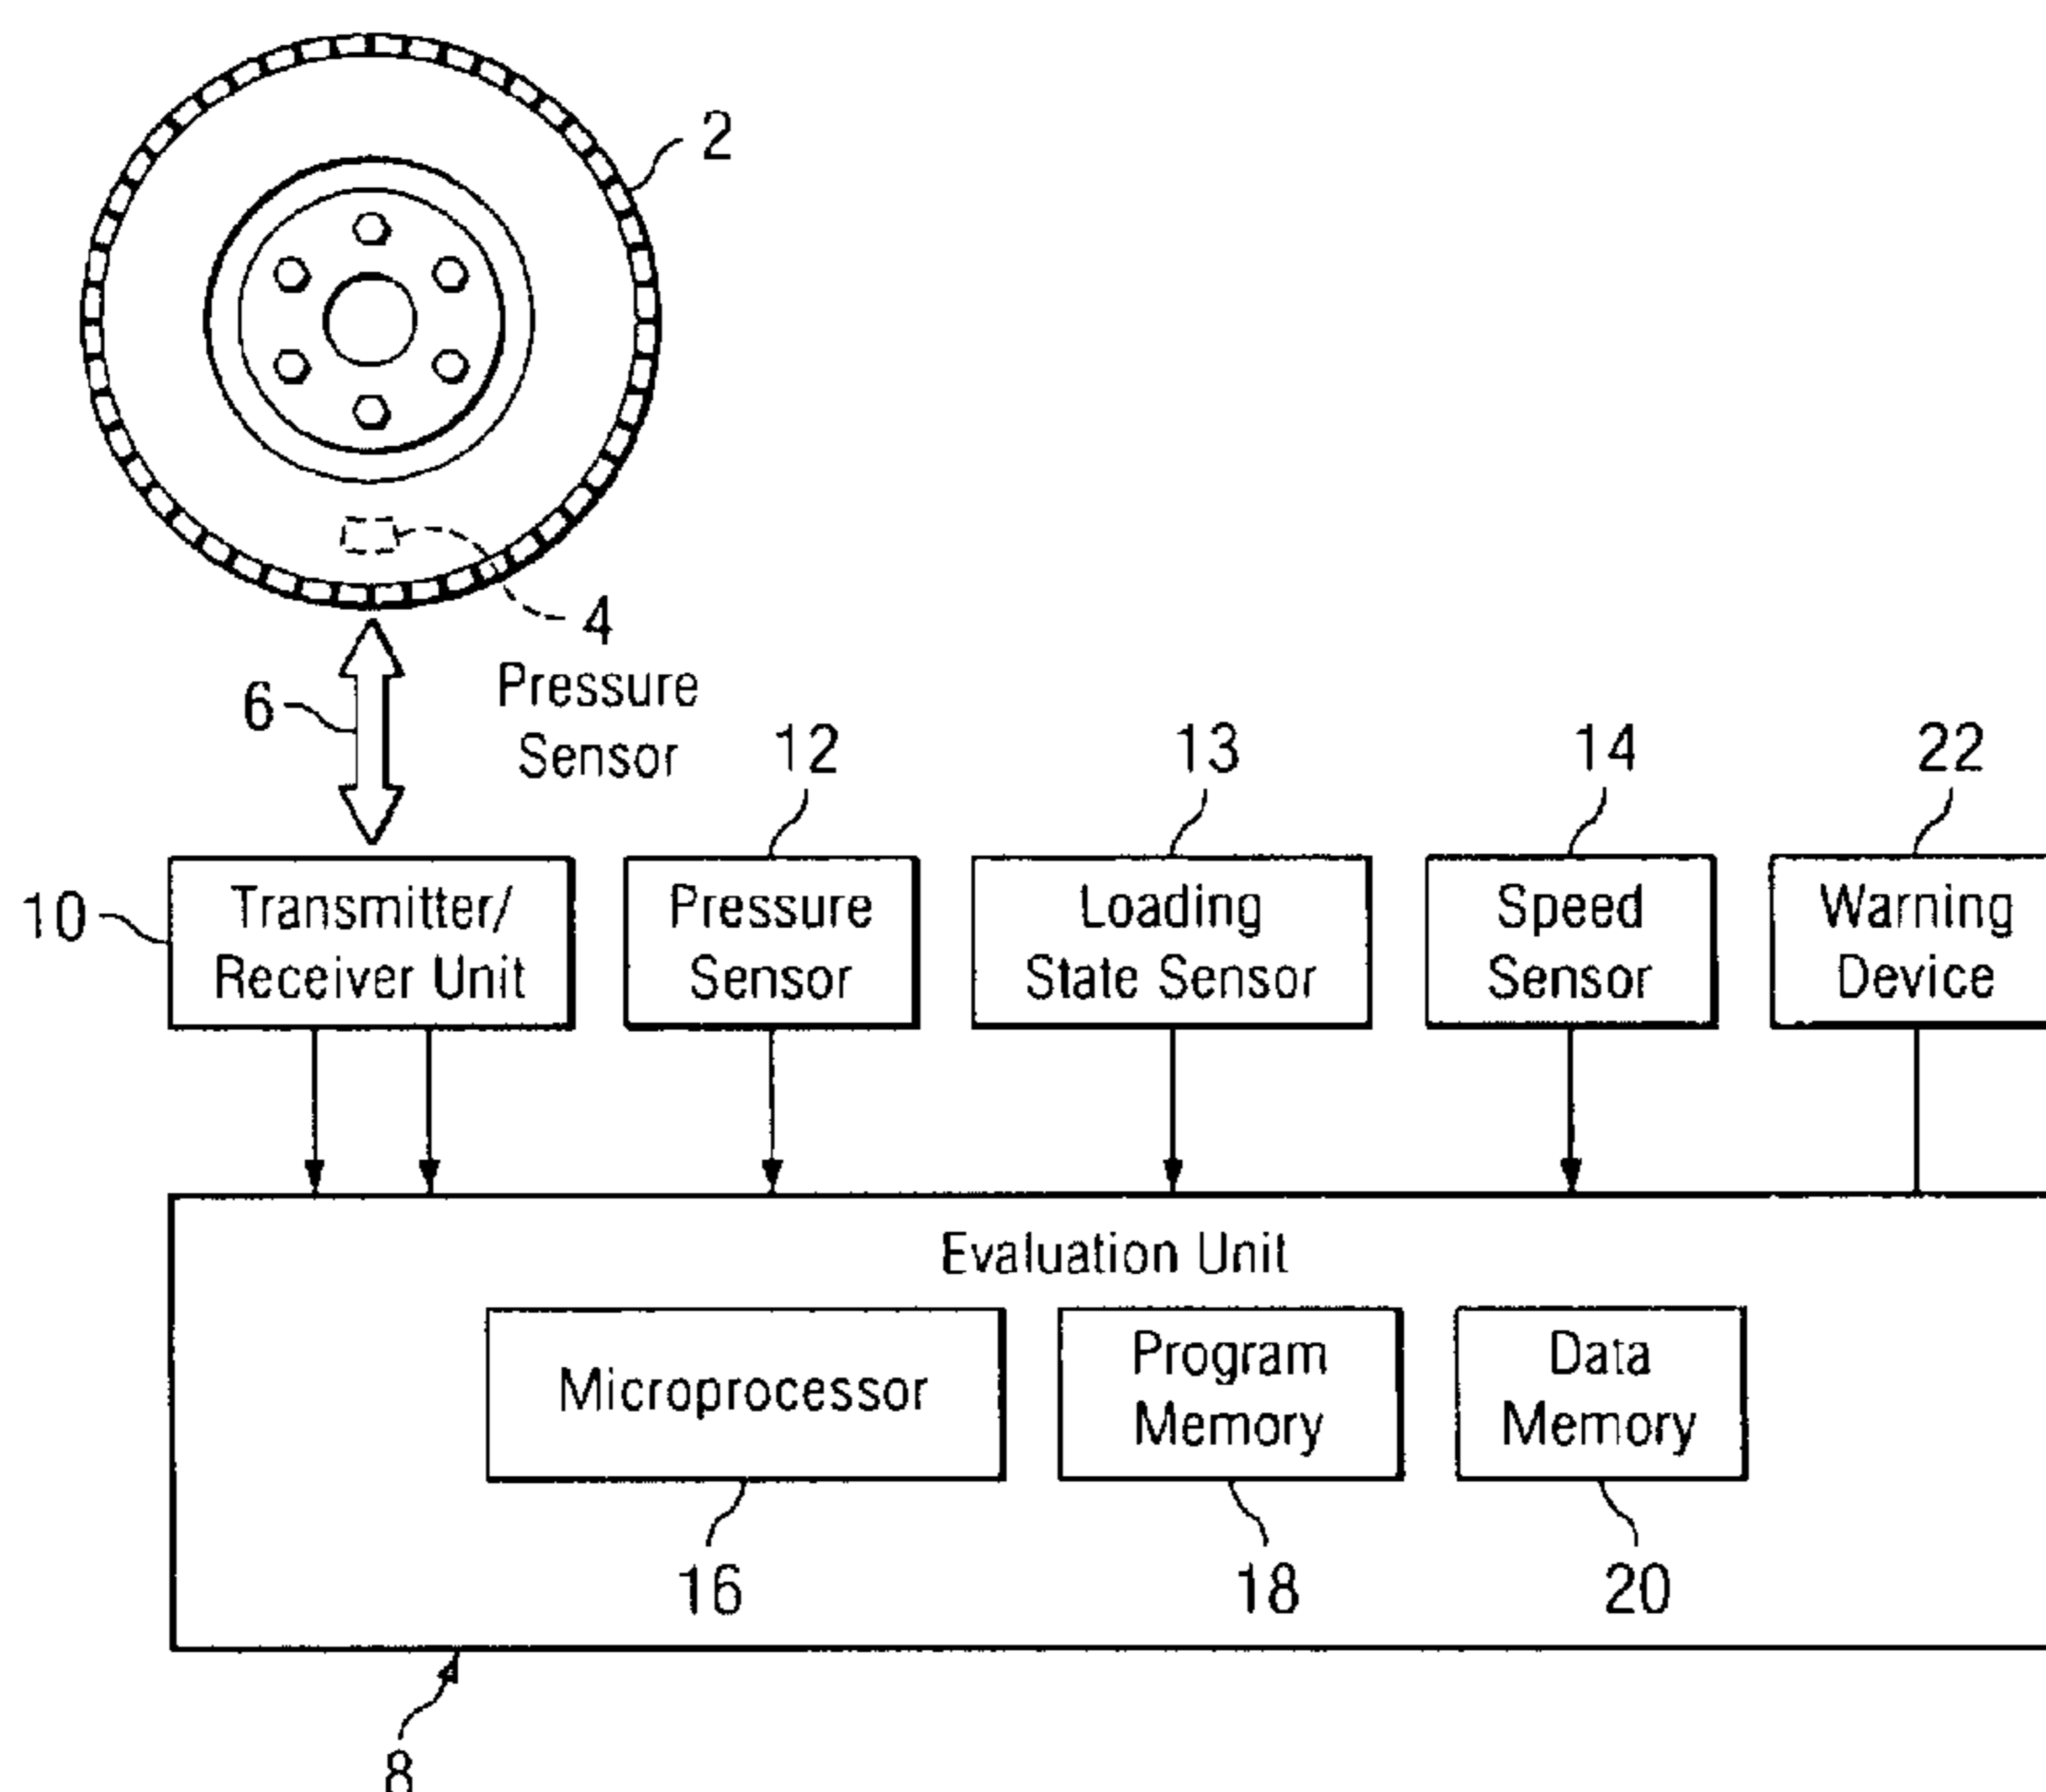 2
4
Pressure
Sensor
6
12
13
14
22
10
Transmitter/
Receiver Unit
Pressure
Sensor
Loading
State Sensor
Speed
Sensor
Warning
Device
Evaluation Unit
Microprocessor
Program
Memory
Data
Memory
16
18
20
8